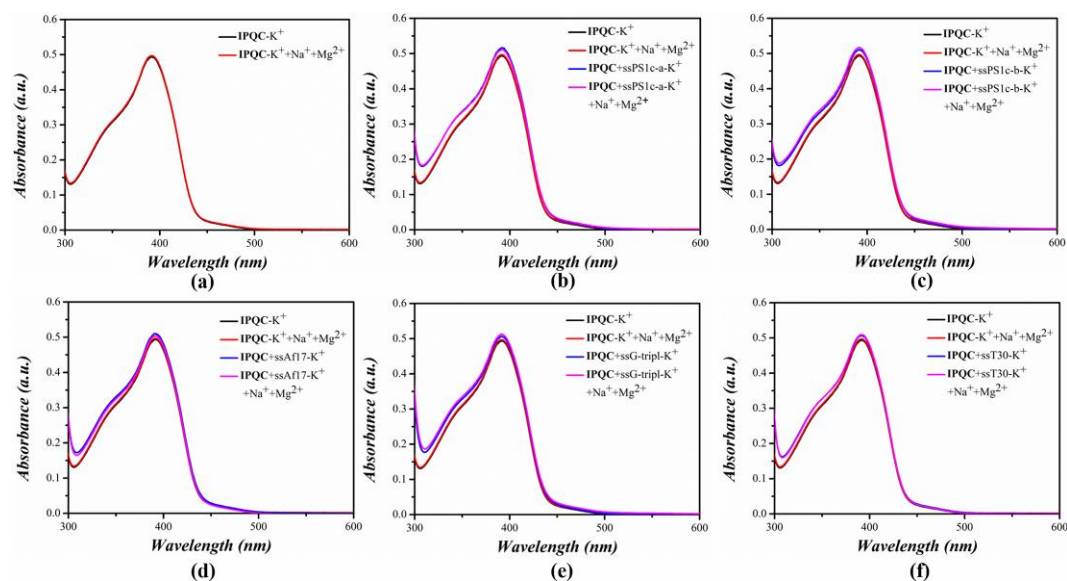 0.6
0.5
0.4
0.3
0.2
0.1
0.0
300 400 500 600
Absorbance (a.u.)
Wavelength (nm)
IPQC-K⁺
IPQC-K⁺+Na⁺+Mg²⁺
(a)
0.6
0.5
0.4
0.3
0.2
0.1
0.0
300 400 500 600
Absorbance (a.u.)
Wavelength (nm)
IPQC-K⁺
IPQC-K⁺+Na⁺+Mg²⁺
IPQC+ssPS1c-a-K⁺
IPQC+ssPS1c-a-K⁺
+Na⁺+Mg²⁺
(b)
0.6
0.5
0.4
0.3
0.2
0.1
0.0
300 400 500 600
Absorbance (a.u.)
Wavelength (nm)
IPQC-K⁺
IPQC-K⁺+Na⁺+Mg²⁺
IPQC+ssPS1c-b-K⁺
IPQC+ssPS1c-b-K⁺
+Na⁺+Mg²⁺
(c)
0.6
0.5
0.4
0.3
0.2
0.1
0.0
300 400 500 600
Absorbance (a.u.)
Wavelength (nm)
IPQC-K⁺
IPQC-K⁺+Na⁺+Mg²⁺
IPQC+ssAf17-K⁺
IPQC+ssAf17-K⁺
+Na⁺+Mg²⁺
(d)
0.6
0.5
0.4
0.3
0.2
0.1
0.0
300 400 500 600
Absorbance (a.u.)
Wavelength (nm)
IPQC-K⁺
IPQC-K⁺+Na⁺+Mg²⁺
IPQC+ssG-tripl-K⁺
IPQC+ssG-tripl-K⁺
+Na⁺+Mg²⁺
(e)
0.6
0.5
0.4
0.3
0.2
0.1
0.0
300 400 500 600
Absorbance (a.u.)
Wavelength (nm)
IPQC-K⁺
IPQC-K⁺+Na⁺+Mg²⁺
IPQC+ssT30-K⁺
IPQC+ssT30-K⁺
+Na⁺+Mg²⁺
(f)